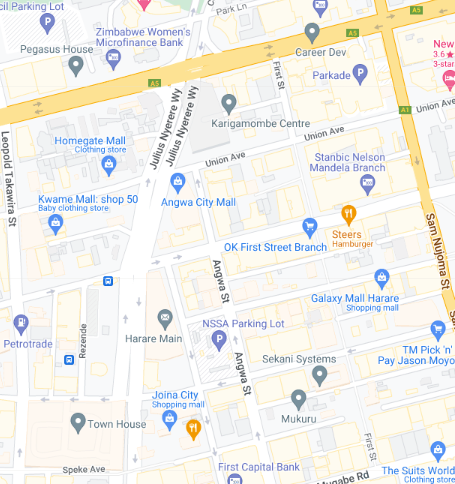 cil Parking Lot
Park Ln
Zimbabwe Women's
Microfinance Bank
Pegasus House
A5
A5
A5
Career Dev
New
3.6
3-star
First St
Parkade
A1
Union Ave
Julius Nyerere Wy
Julius Nyerere Wy
Karigamombe Centre
Leopold Takawira St
Homegate Mall
Clothing store
Union Ave
Stanbic Nelson
Mandela Branch
Kwame Mall: shop 50
Baby clothing store
Angwa City Mall
Steers
Hamburger
OK First Street Branch
Sam Nujoma St
Angwa St
Galaxy Mall Harare
Shopping mall
Petrotrade
Rezende
Harare Main
NSSA Parking Lot
TM Pick 'n'
Pay Jason Moyo
Angwa St
Sekani Systems
Joina City
Shopping mall
Mukuru
Town House
First St
The Suits World
Clothing store
Speke Ave
First Capital Bank
Mugabe Rd